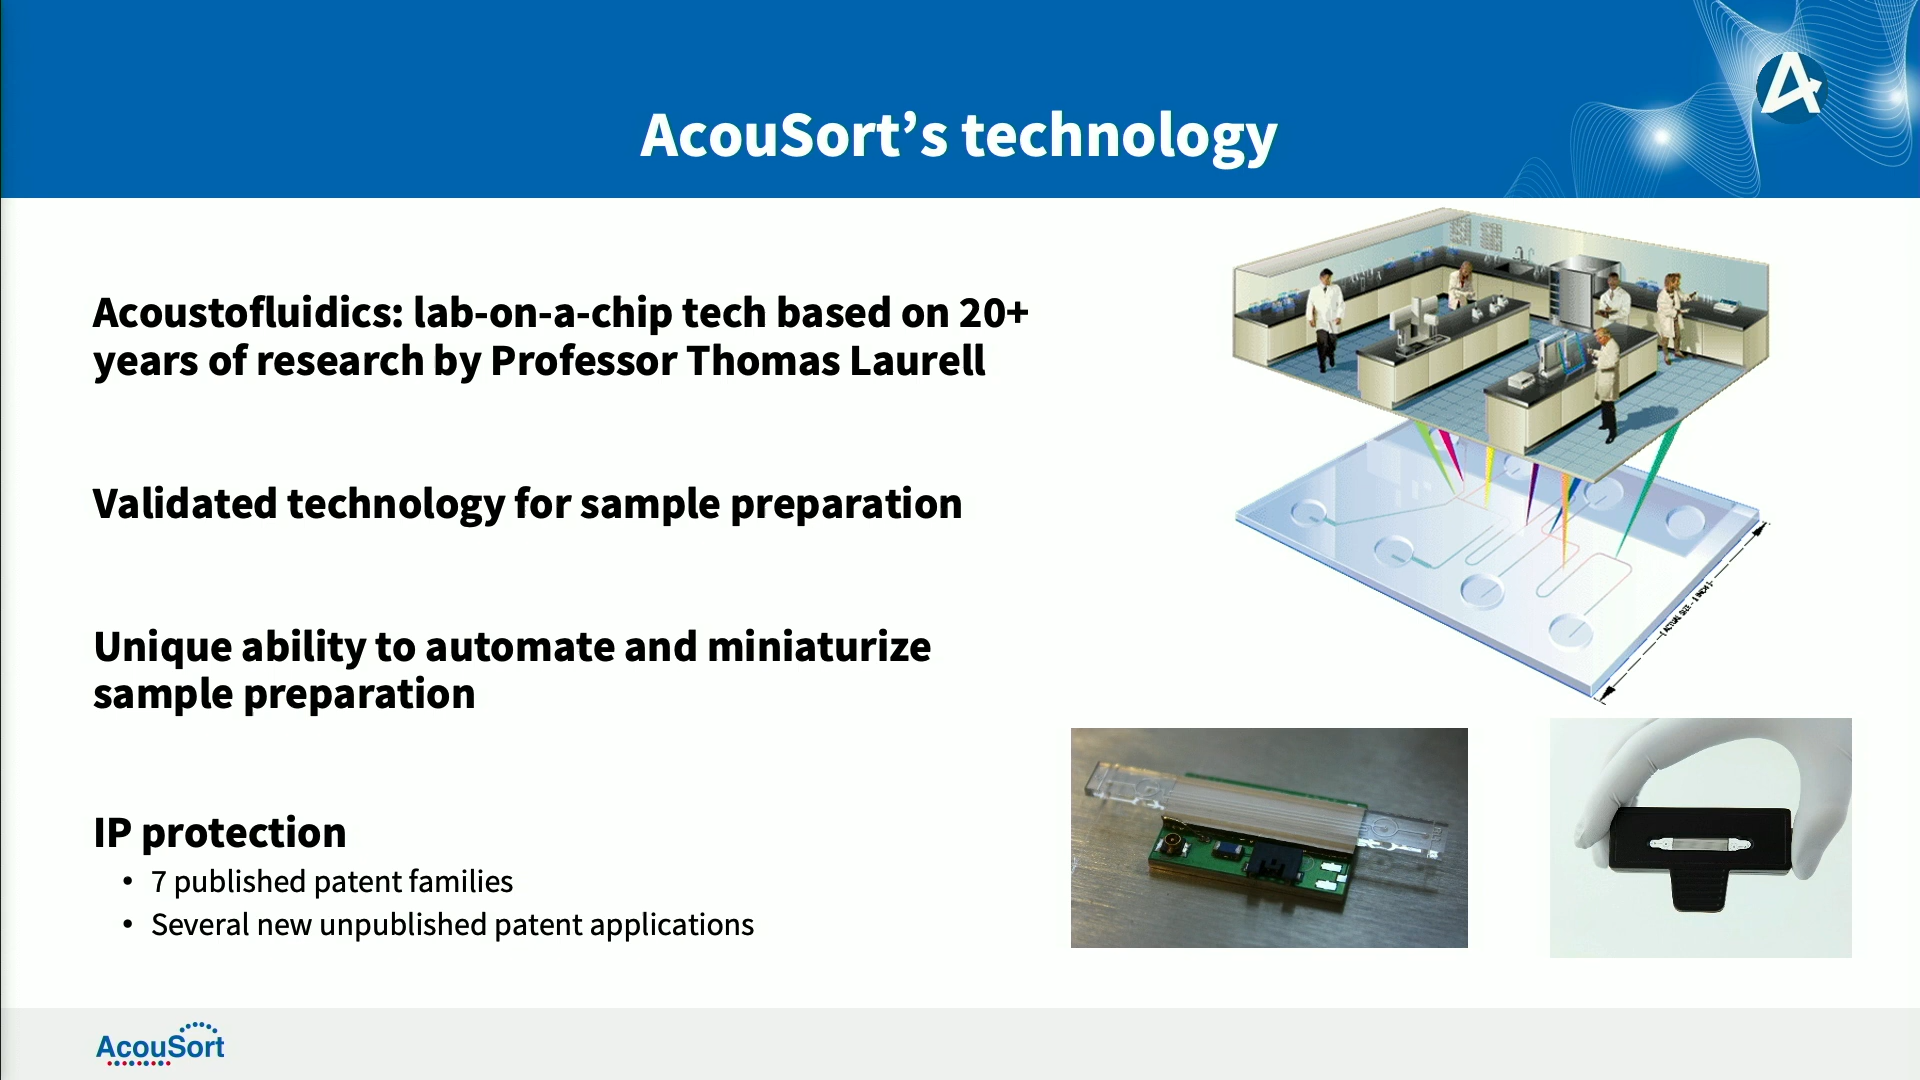 AcouSort’s technology
Acoustofluidics: lab-on-a-chip tech based on 20+
years of research by Professor Thomas Laurell
Validated technology for sample preparation
Unique ability to automate and miniaturize
sample preparation
IP protection
• 7 published patent families
• Several new unpublished patent applications
AcouSort